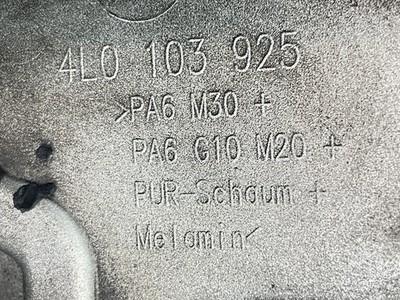 4L0 103 925
>PA6 M30 +
PA6 G10 M20 +
PUR-Schaum +
Melamin<